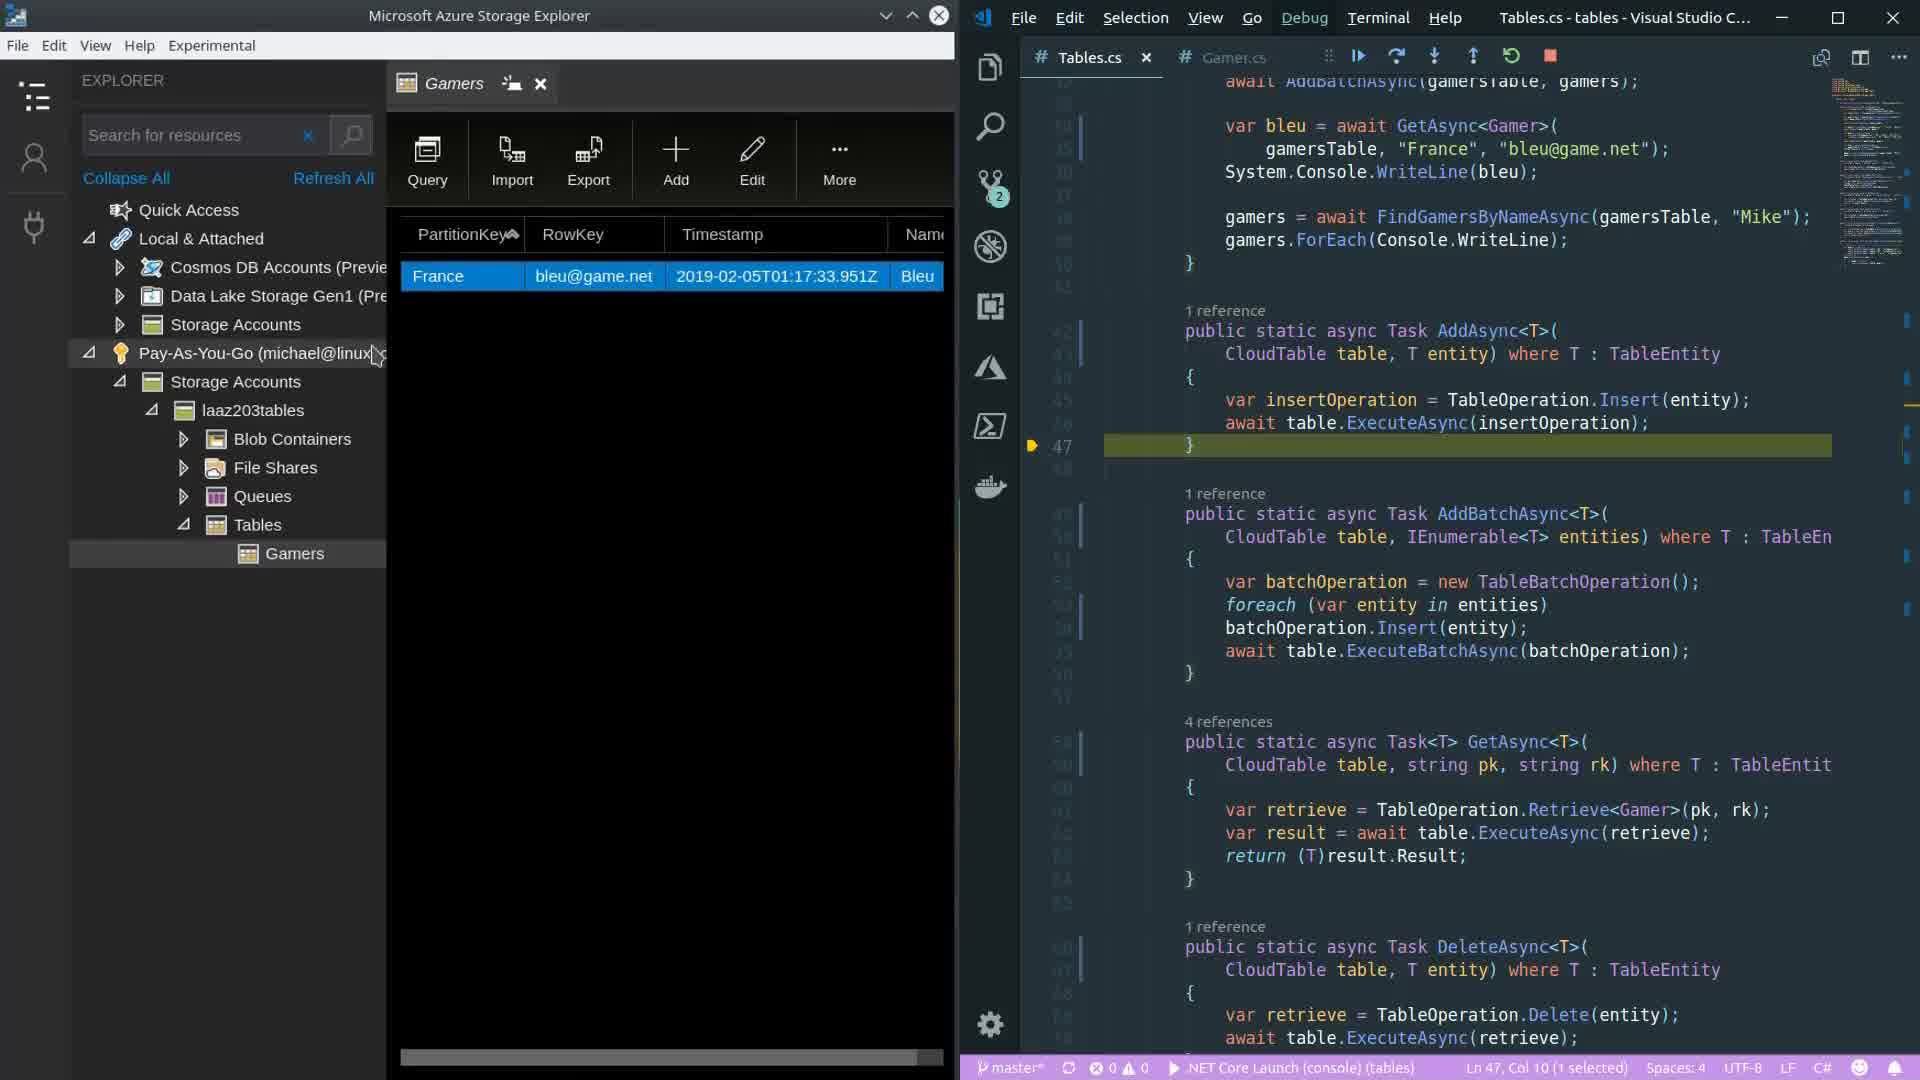 Microsoft Azure Storage Explorer
File Edit View Help Experimental
EXPLORER
Search for resources
Collapse All Refresh All
Quick Access
Local & Attached
Cosmos DB Accounts (Previe
Data Lake Storage Gen1 (Pre
Storage Accounts
Pay-As-You-Go (michael@linux
Storage Accounts
laaz203tables
Blob Containers
File Shares
Queues
Tables
Gamers
Gamers
Query Import Export Add Edit More
PartitionKey RowKey Timestamp Name
France bleu@game.net 2019-02-05T01:17:33.951Z Bleu
File Edit Selection View Go Debug Terminal Help Tables.cs - tables - Visual Studio C...
# Tables.cs # Gamer.cs
2
await AddBatchAsync(gamersTable, gamers);
var bleu = await GetAsync<Gamer>(
gamersTable, "France", "bleu@game.net");
System.Console.WriteLine(bleu);
gamers = await FindGamersByNameAsync(gamersTable, "Mike");
gamers.ForEach(Console.WriteLine);
}
1 reference
public static async Task AddAsync<T>(
CloudTable table, T entity) where T : TableEntity
{
var insertOperation = TableOperation.Insert(entity);
await table.ExecuteAsync(insertOperation);
47 }
1 reference
public static async Task AddBatchAsync<T>(
CloudTable table, IEnumerable<T> entities) where T : TableEn
{
var batchOperation = new TableBatchOperation();
foreach (var entity in entities)
batchOperation.Insert(entity);
await table.ExecuteBatchAsync(batchOperation);
}
4 references
public static async Task<T> GetAsync<T>(
CloudTable table, string pk, string rk) where T : TableEntit
{
var retrieve = TableOperation.Retrieve<Gamer>(pk, rk);
var result = await table.ExecuteAsync(retrieve);
return (T)result.Result;
}
1 reference
public static async Task DeleteAsync<T>(
CloudTable table, T entity) where T : TableEntity
{
var retrieve = TableOperation.Delete(entity);
await table.ExecuteAsync(retrieve);
master* 0 0 .NET Core Launch (console) (tables) Ln 47, Col 10 (1 selected) Spaces: 4 UTF-8 LF C#